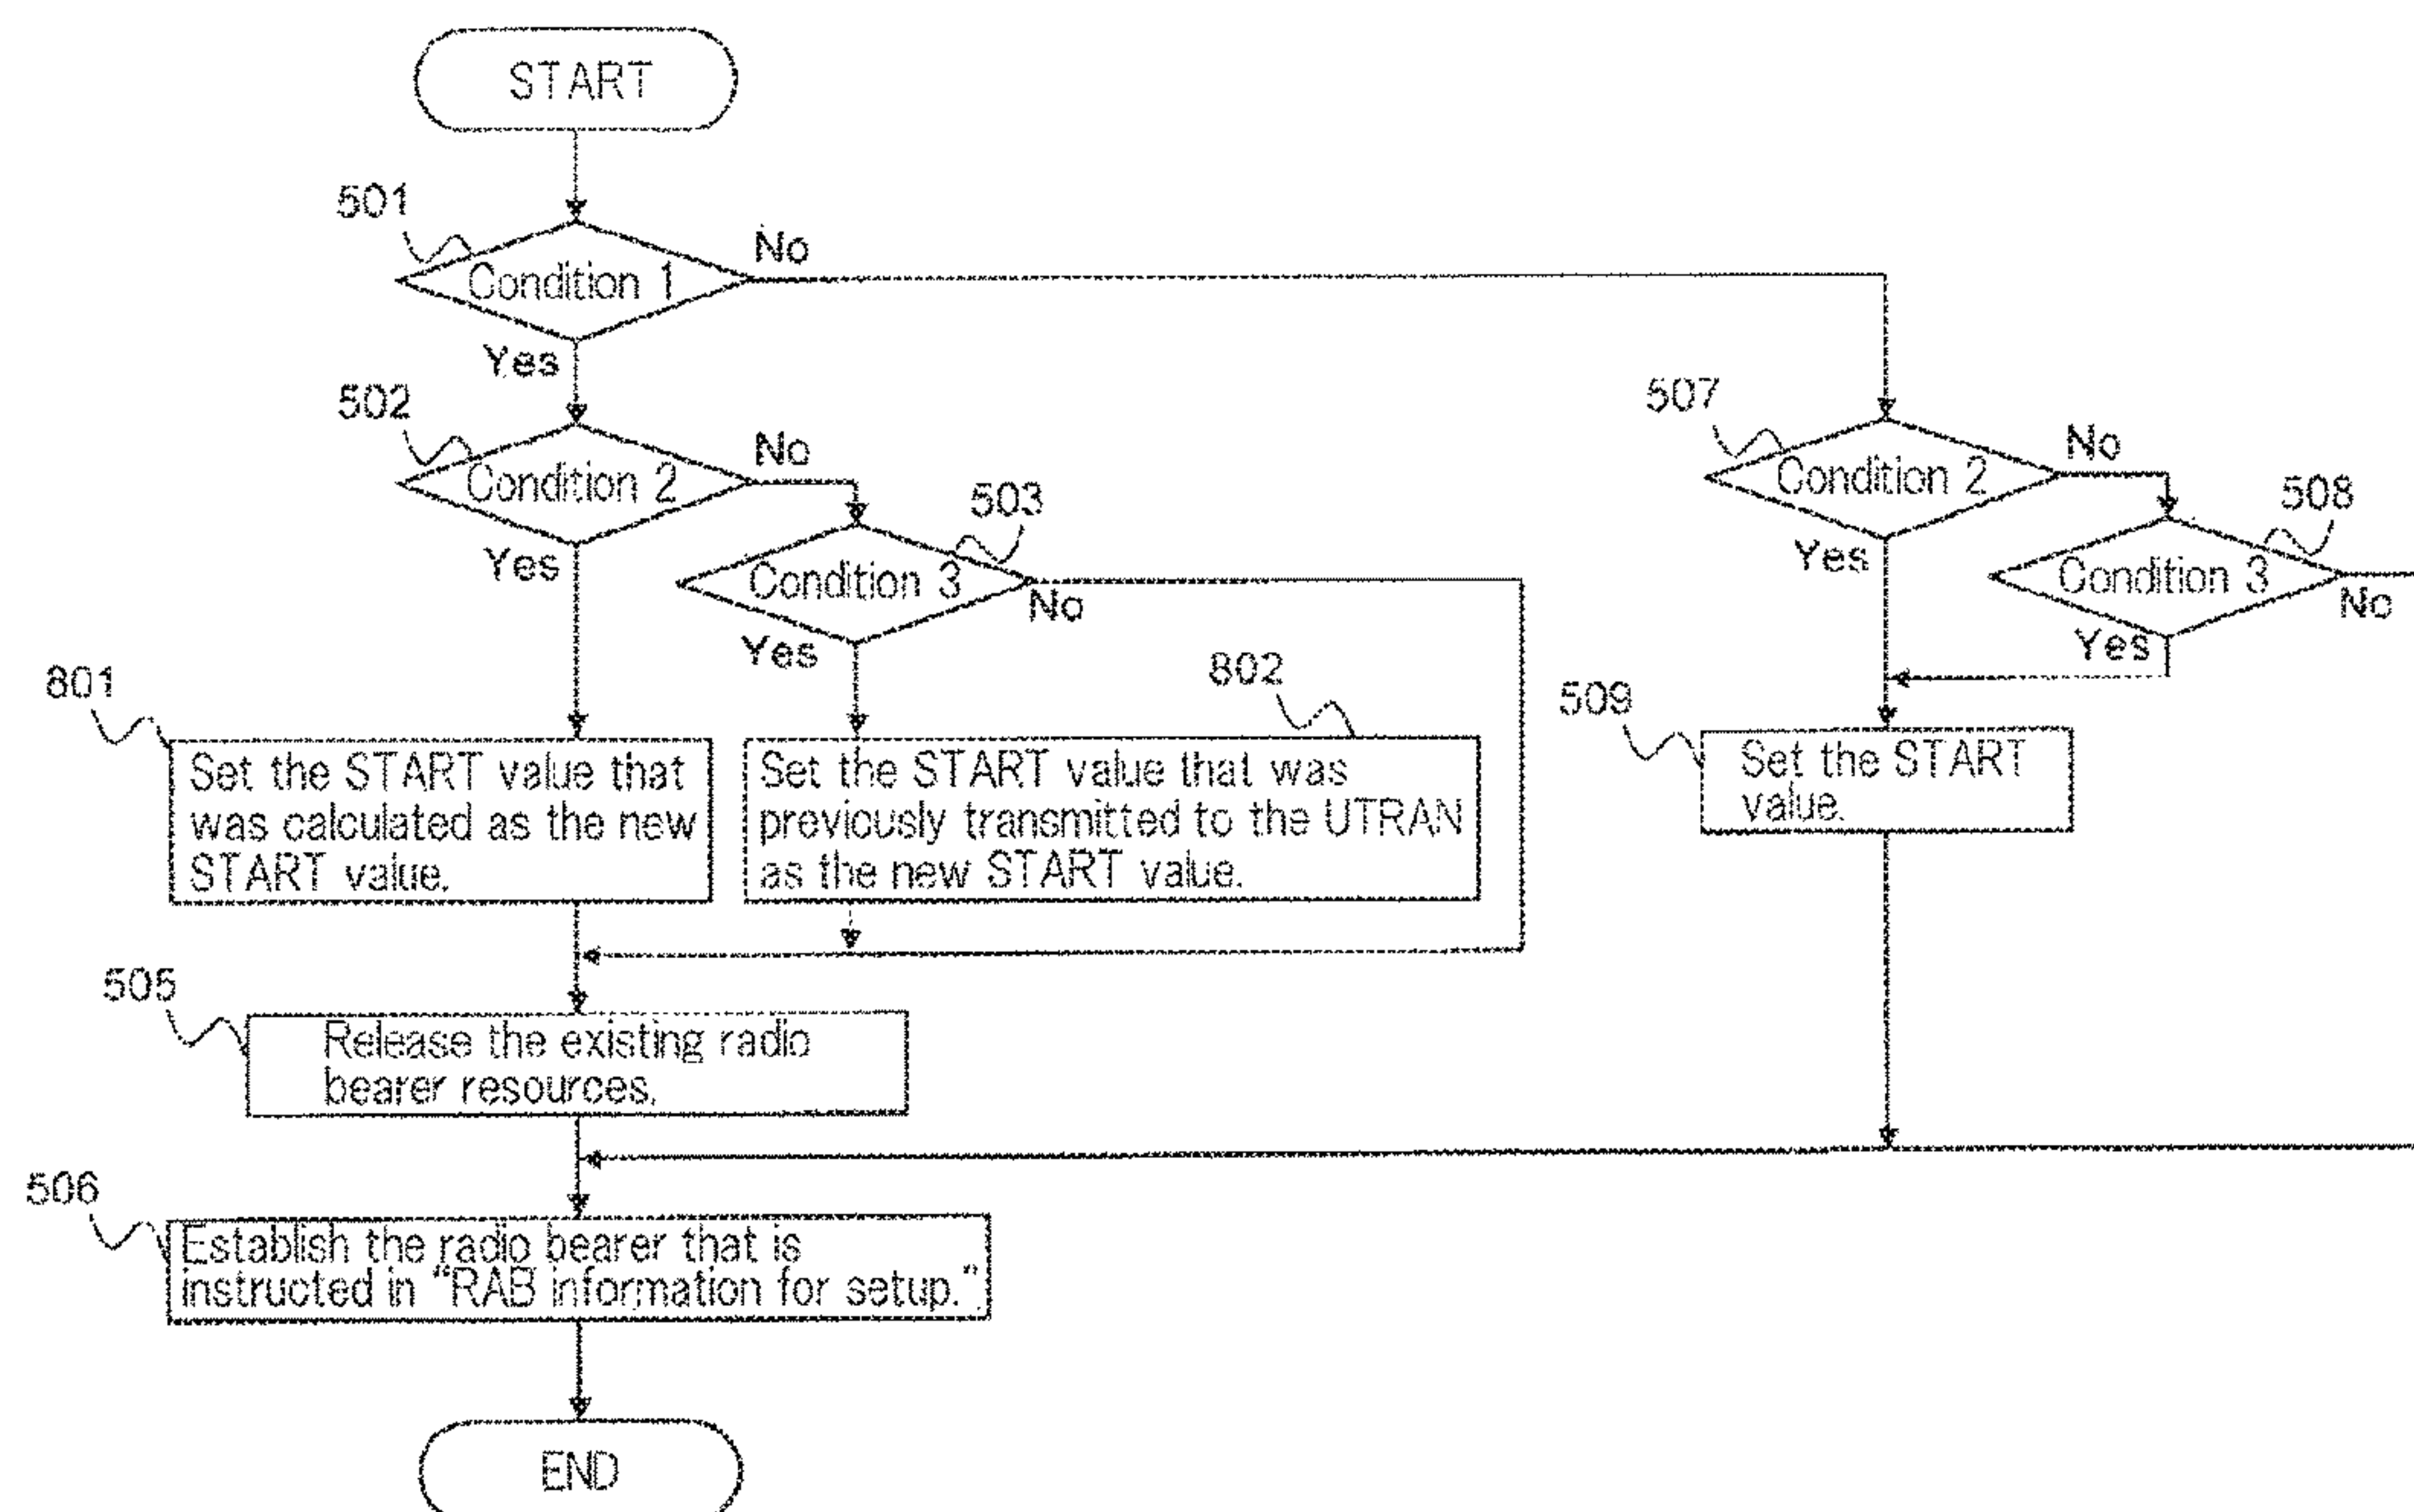 START
501
Condition 1
No
Yes
502
Condition 2
No
Yes
503
Condition 3
No
Yes
507
Condition 2
No
Yes
508
Condition 3
No
Yes
801
Set the START value that
was calculated as the new
START value.
802
Set the START value that was
previously transmitted to the UTRAN
as the new START value.
509
Set the START
value.
505
Release the existing radio
bearer resources.
506
Establish the radio bearer that is
instructed in “RAB information for setup.”
END